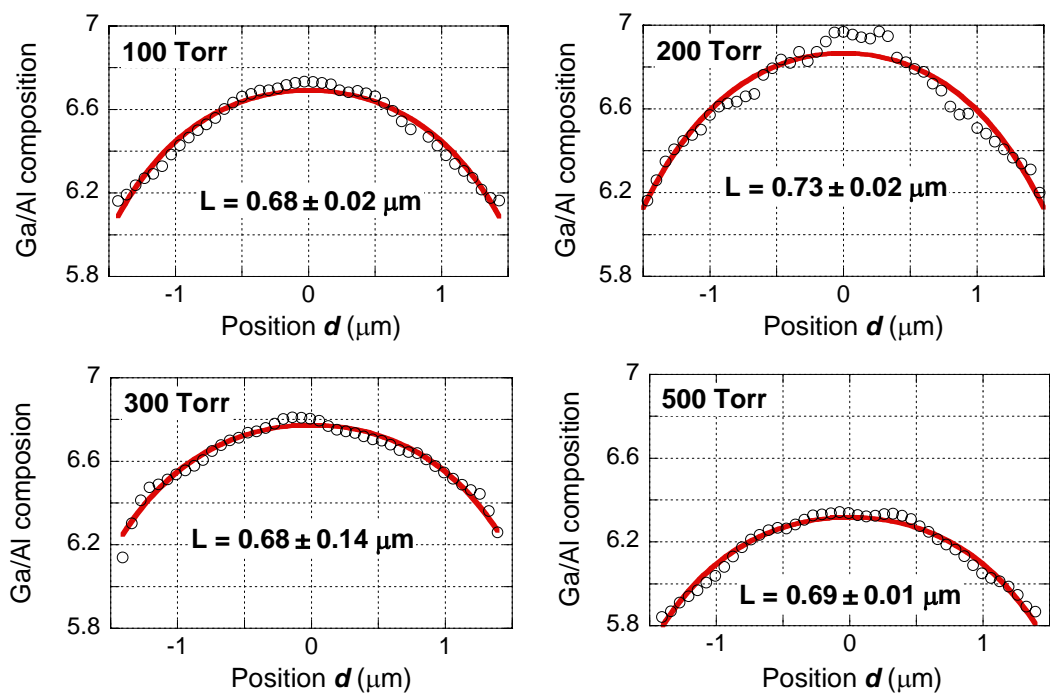 7
100 Torr
6.6
6.2
5.8
Ga/Al composition
L = 0.68 ± 0.02 μm
-1 0 1
Position d (μm)
7
200 Torr
6.6
6.2
5.8
Ga/Al composition
L = 0.73 ± 0.02 μm
-1 0 1
Position d (μm)
7
300 Torr
6.6
6.2
5.8
Ga/Al composion
L = 0.68 ± 0.14 μm
-1 0 1
Position d (μm)
7
500 Torr
6.6
6.2
5.8
Ga/Al composition
L = 0.69 ± 0.01 μm
-1 0 1
Position d (μm)